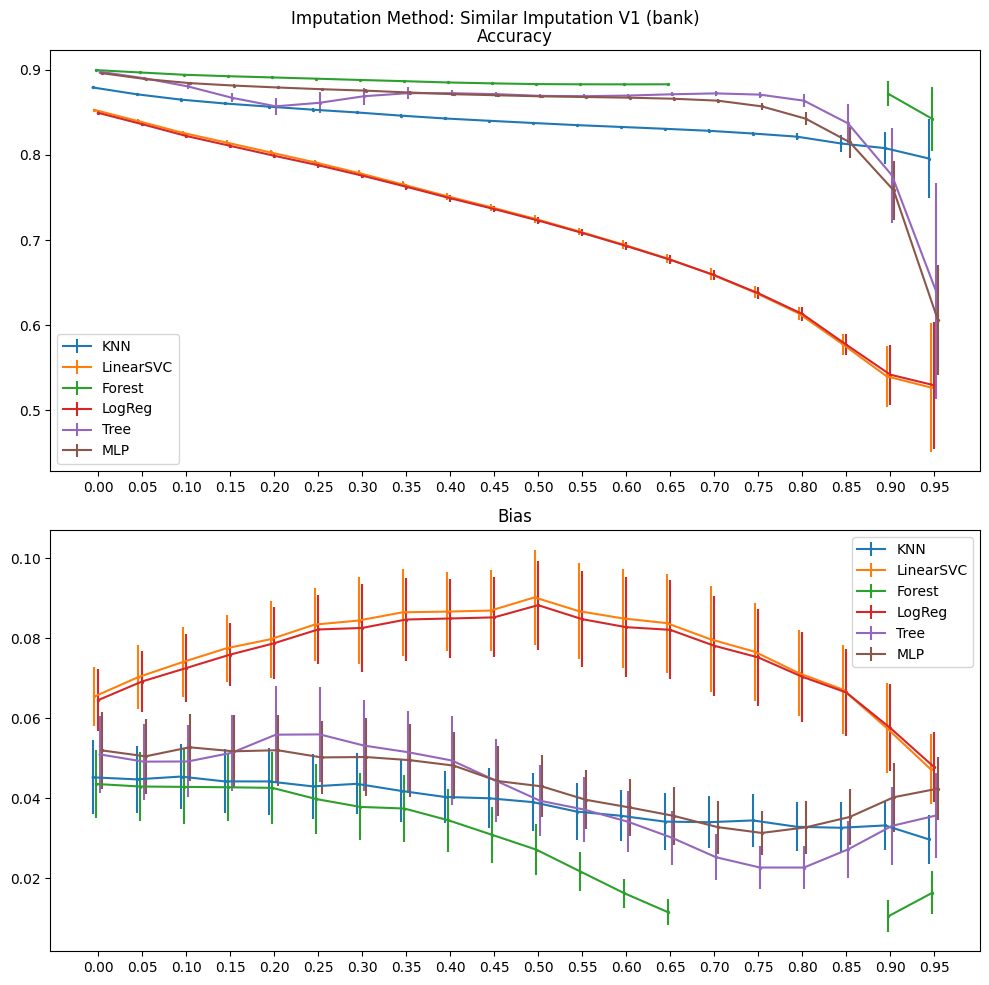 Imputation Method: Similar Imputation V1 (bank)
Accuracy
0.9
0.8
0.7
0.6
0.5
KNN
LinearSVC
Forest
LogReg
Tree
MLP
0.00 0.05 0.10 0.15 0.20 0.25 0.30 0.35 0.40 0.45 0.50 0.55 0.60 0.65 0.70 0.75 0.80 0.85 0.90 0.95
Bias
0.10
0.08
0.06
0.04
0.02
KNN
LinearSVC
Forest
LogReg
Tree
MLP
0.00 0.05 0.10 0.15 0.20 0.25 0.30 0.35 0.40 0.45 0.50 0.55 0.60 0.65 0.70 0.75 0.80 0.85 0.90 0.95